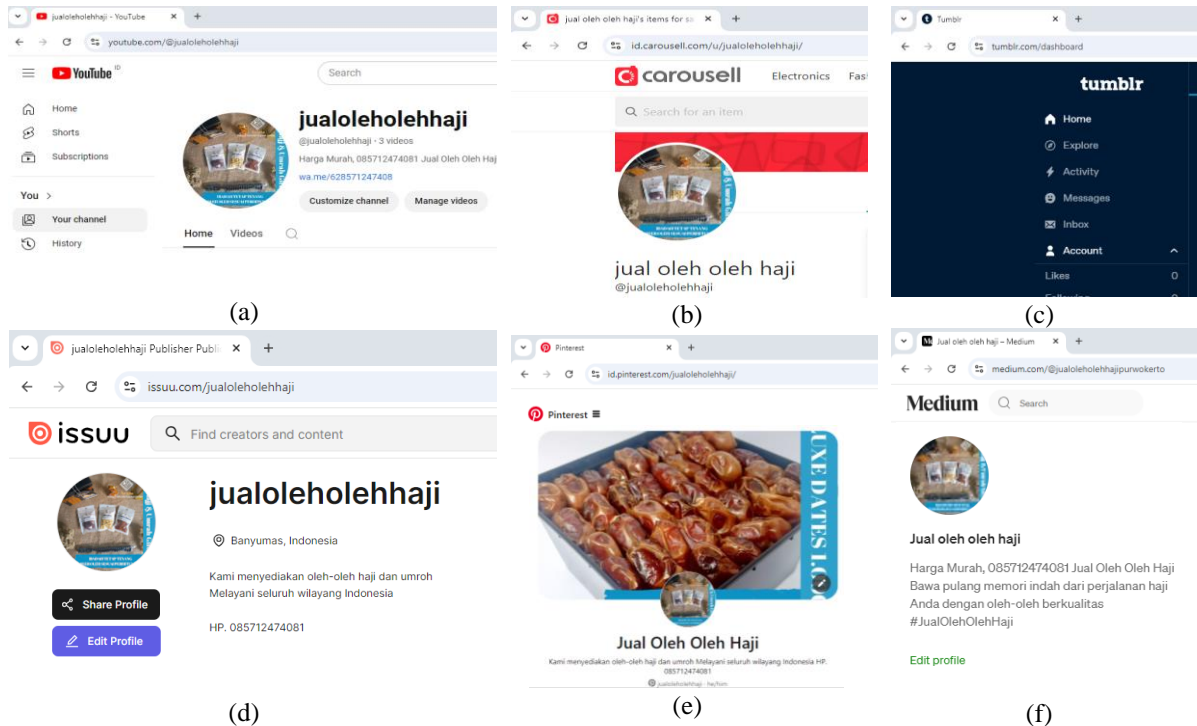 jualoleholehhaji - YouTube
youtube.com/@jualoleholehhaji
YouTube ID
Search
Home
Shorts
Subscriptions
You
Your channel
History
jualoleholehhaji
@jualoleholehhaji · 3 videos
Harga Murah, 085712474081 Jual Oleh Oleh Haj
wa.me/628571247408
Customize channel
Manage videos
Home Videos
(a)
jual oleh oleh haji's items for sa
id.carousell.com/u/jualoleholehhaji/
carousell
Electronics
Fas
Search for an item
jual oleh oleh haji
@jualoleholehhaji
(b)
Tumblr
tumblr.com/dashboard
tumblr
Home
Explore
Activity
Messages
Inbox
Account
Likes 0
Following
(c)
jualoleholehhaji Publisher Public
issuu.com/jualoleholehhaji
issuu
Find creators and content
jualoleholehhaji
Banyumas, Indonesia
Kami menyediakan oleh-oleh haji dan umroh
Melayani seluruh wilayang Indonesia
HP. 085712474081
Share Profile
Edit Profile
(d)
Pinterest
id.pinterest.com/jualoleholehhaji/
Pinterest
Jual Oleh Oleh Haji
Kami menyediakan oleh-oleh haji dan umroh Melayani seluruh wilayang Indonesia HP.
085712474081
jualoleholehhaji · he/him
(e)
Jual oleh oleh haji – Medium
medium.com/@jualoleholehhajipurwokerto
Medium
Search
Jual oleh oleh haji
Harga Murah, 085712474081 Jual Oleh Oleh Haji
Bawa pulang memori indah dari perjalanan haji
Anda dengan oleh-oleh berkualitas
#JualOlehOlehHaji
Edit profile
(f)